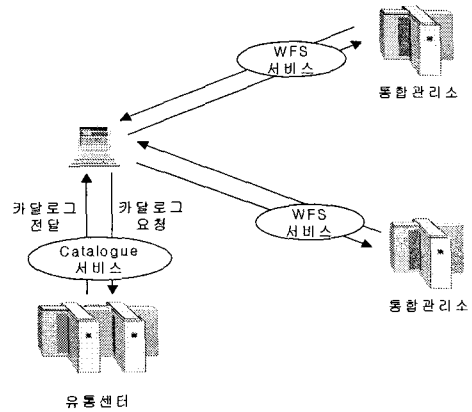 WFS
서비스
통합관리소
카달로그
전달
카달로그
요청
WFS
서비스
Catalogue
서비스
통합관리소
유통센터